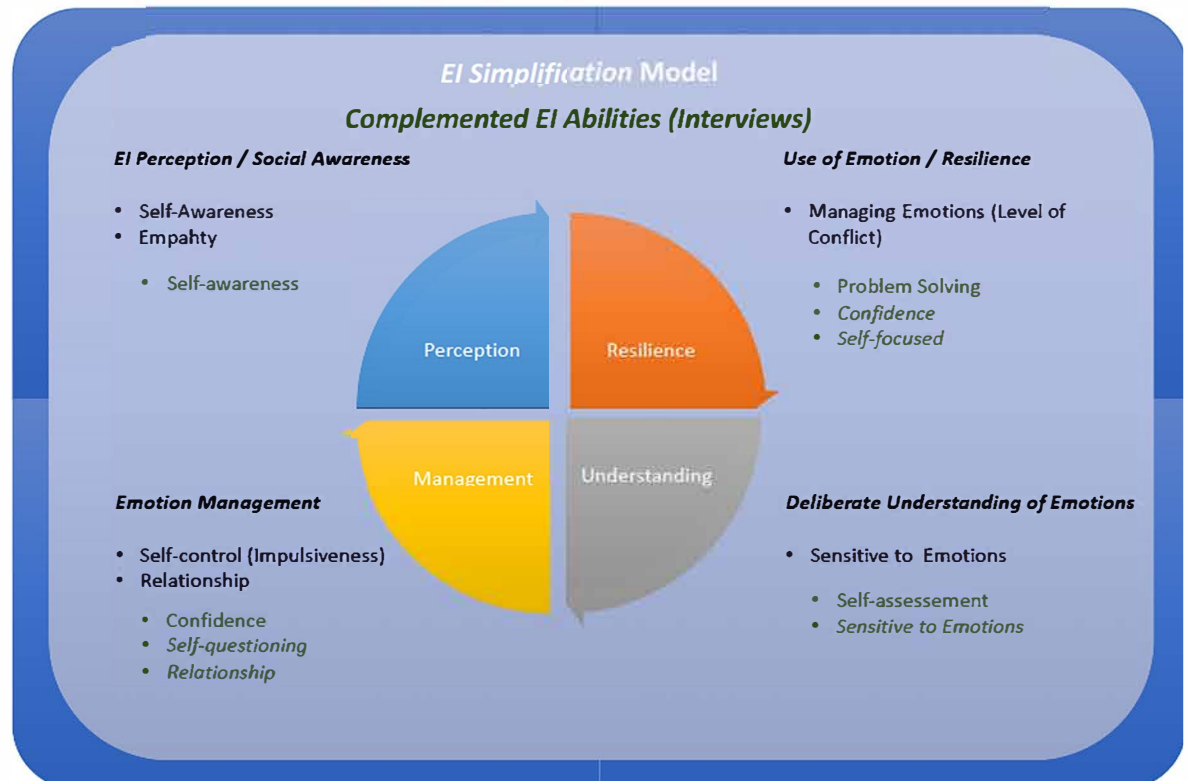 EI Simplification Model
Complemented EI Abilities (Interviews)
EI Perception / Social Awareness
• Self-Awareness
• Empahty
• Self-awareness
Use of Emotion / Resilience
• Managing Emotions (Level of
Conflict)
• Problem Solving
• Confidence
• Self-focused
Perception
Resilience
Management
Understanding
Emotion Management
• Self-control (Impulsiveness)
• Relationship
• Confidence
• Self-questioning
• Relationship
Deliberate Understanding of Emotions
• Sensitive to Emotions
• Self-assessement
• Sensitive to Emotions